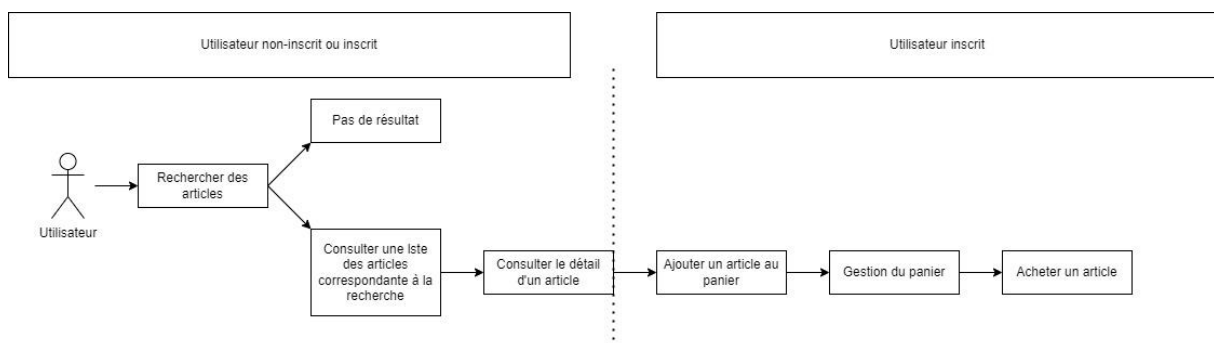 Utilisateur non-inscrit ou inscrit
Utilisateur inscrit
Pas de résultat
Rechercher des
articles
Utilisateur
Consulter une lste
des articles
correspondante à la
recherche
Consulter le détail
d'un article
Ajouter un article au
panier
Gestion du panier
Acheter un article